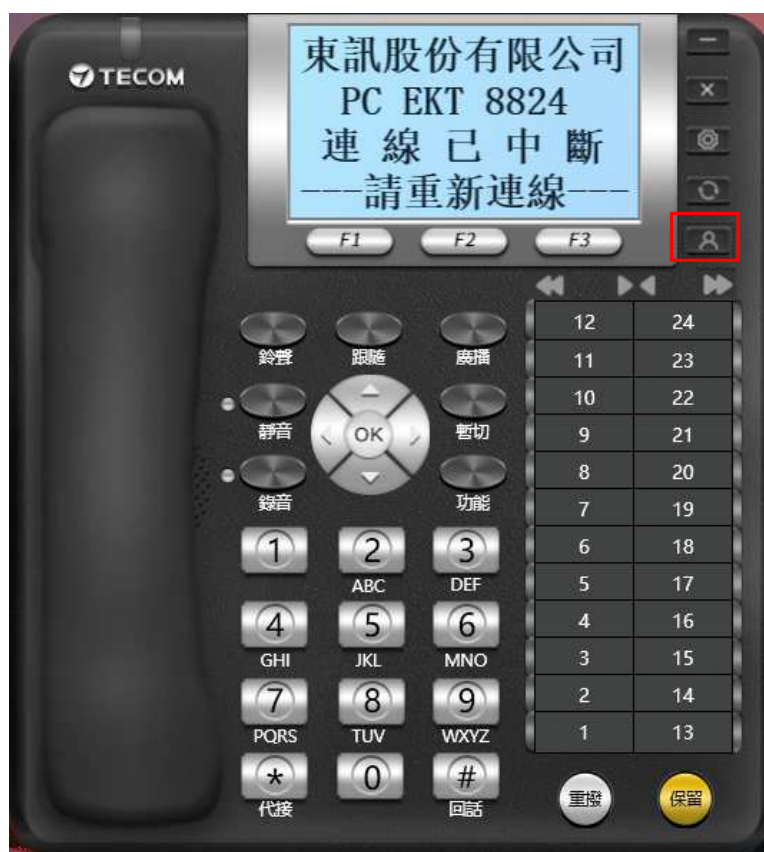 TECOM
東訊股份有限公司
PC EKT 8824
連線已中斷
---請重新連線---
F1 F2 F3
12 24
11 23
10 22
9 21
8 20
7 19
6 18
5 17
4 16
3 15
2 14
1 13
鈴聲 跟隨 廣播
靜音 OK 暫切
錄音 功能
1 2 3
ABC DEF
4 5 6
GHI JKL MNO
7 8 9
PQRS TUV WXYZ
* 0 #
代接 回話
重撥 保留